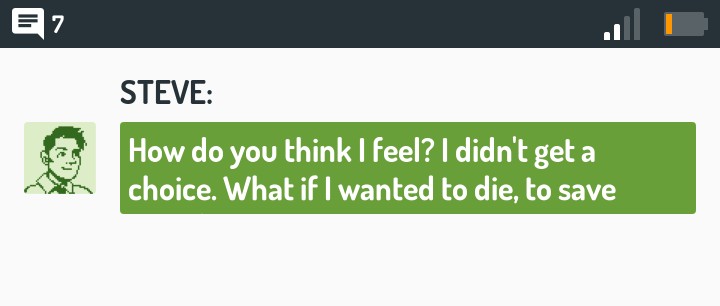 7
STEVE:
How do you think I feel? I didn't get a
choice. What if I wanted to die, to save